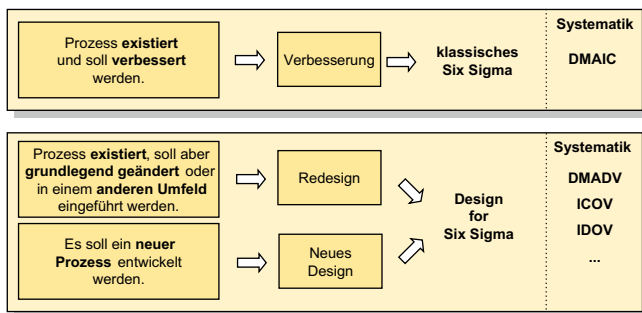 Prozess existiert
und soll verbessert
werden.
Verbesserung
klassisches
Six Sigma
Systematik
DMAIC
Prozess existiert, soll aber
grundlegend geändert oder
in einem anderen Umfeld
eingeführt werden.
Redesign
Es soll ein neuer
Prozess entwickelt
werden.
Neues
Design
Design
for
Six Sigma
Systematik
DMADV
ICOV
IDOV
...